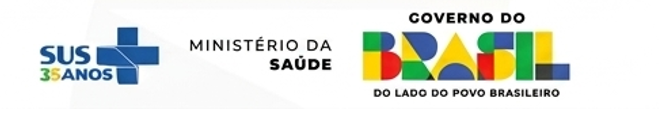 SUS
35ANOS
MINISTÉRIO DA
SAÚDE
GOVERNO DO
BRASIL
DO LADO DO POVO BRASILEIRO